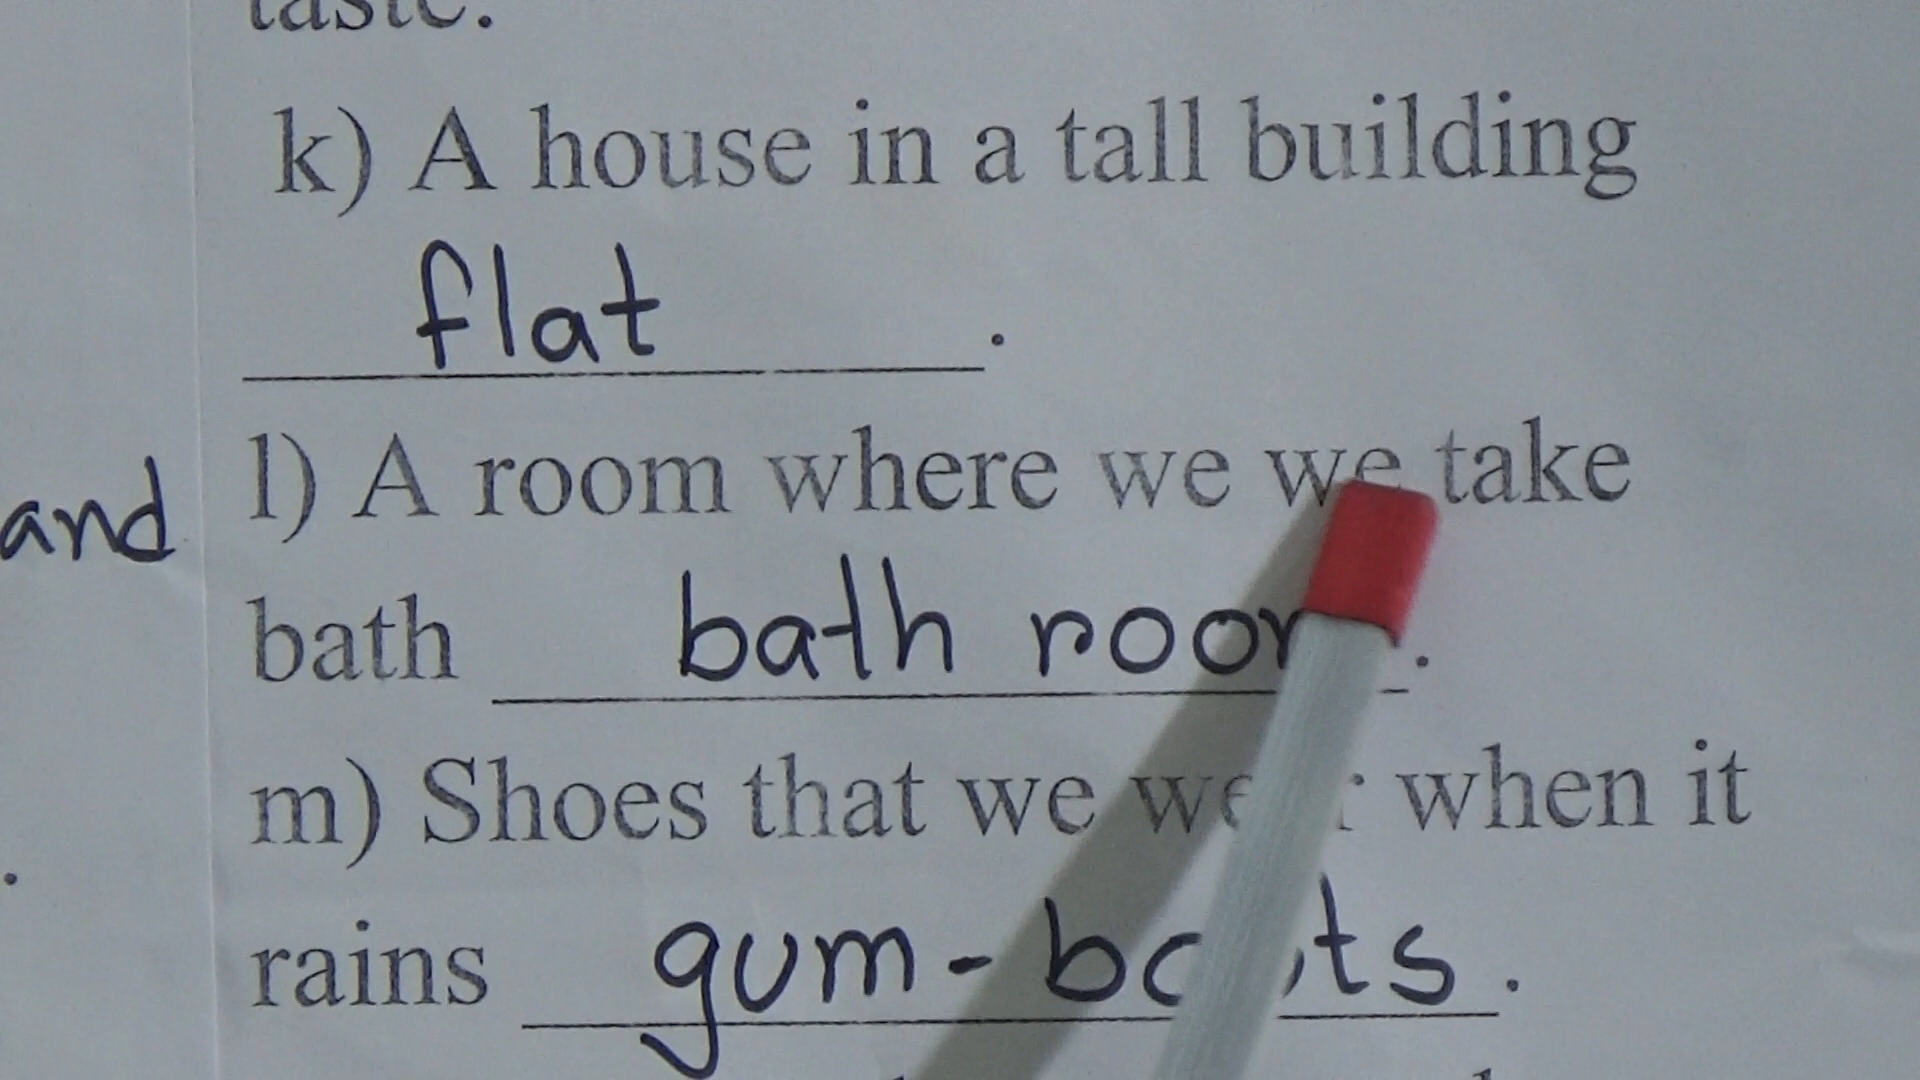 taste.
k) A house in a tall building
flat .
and
l) A room where we we take
bath bath .
m) Shoes that we when it
rains .